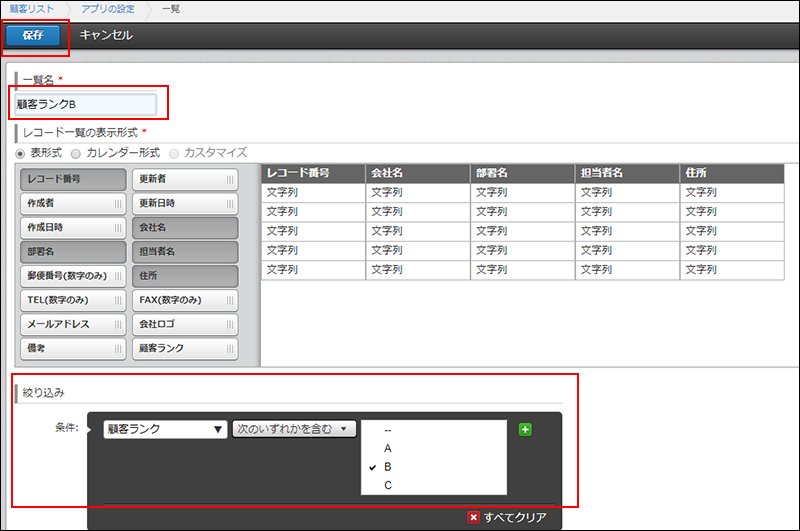 顧客リスト アプリの設定 一覧
保存 キャンセル
一覧名 *
顧客ランクB
レコード一覧の表示形式 *
表形式 カレンダー形式 カスタマイズ
レコード番号 更新者
作成者 更新日時
作成日時 会社名
部署名 担当者名
郵便番号(数字のみ) 住所
TEL(数字のみ) FAX(数字のみ)
メールアドレス 会社ロゴ
備考 顧客ランク
レコード番号 会社名 部署名 担当者名 住所
文字列 文字列 文字列 文字列 文字列
文字列 文字列 文字列 文字列 文字列
文字列 文字列 文字列 文字列 文字列
文字列 文字列 文字列 文字列 文字列
文字列 文字列 文字列 文字列 文字列
絞り込み
条件: 顧客ランク 次のいずれかを含む
--
A
B
C
すべてクリア